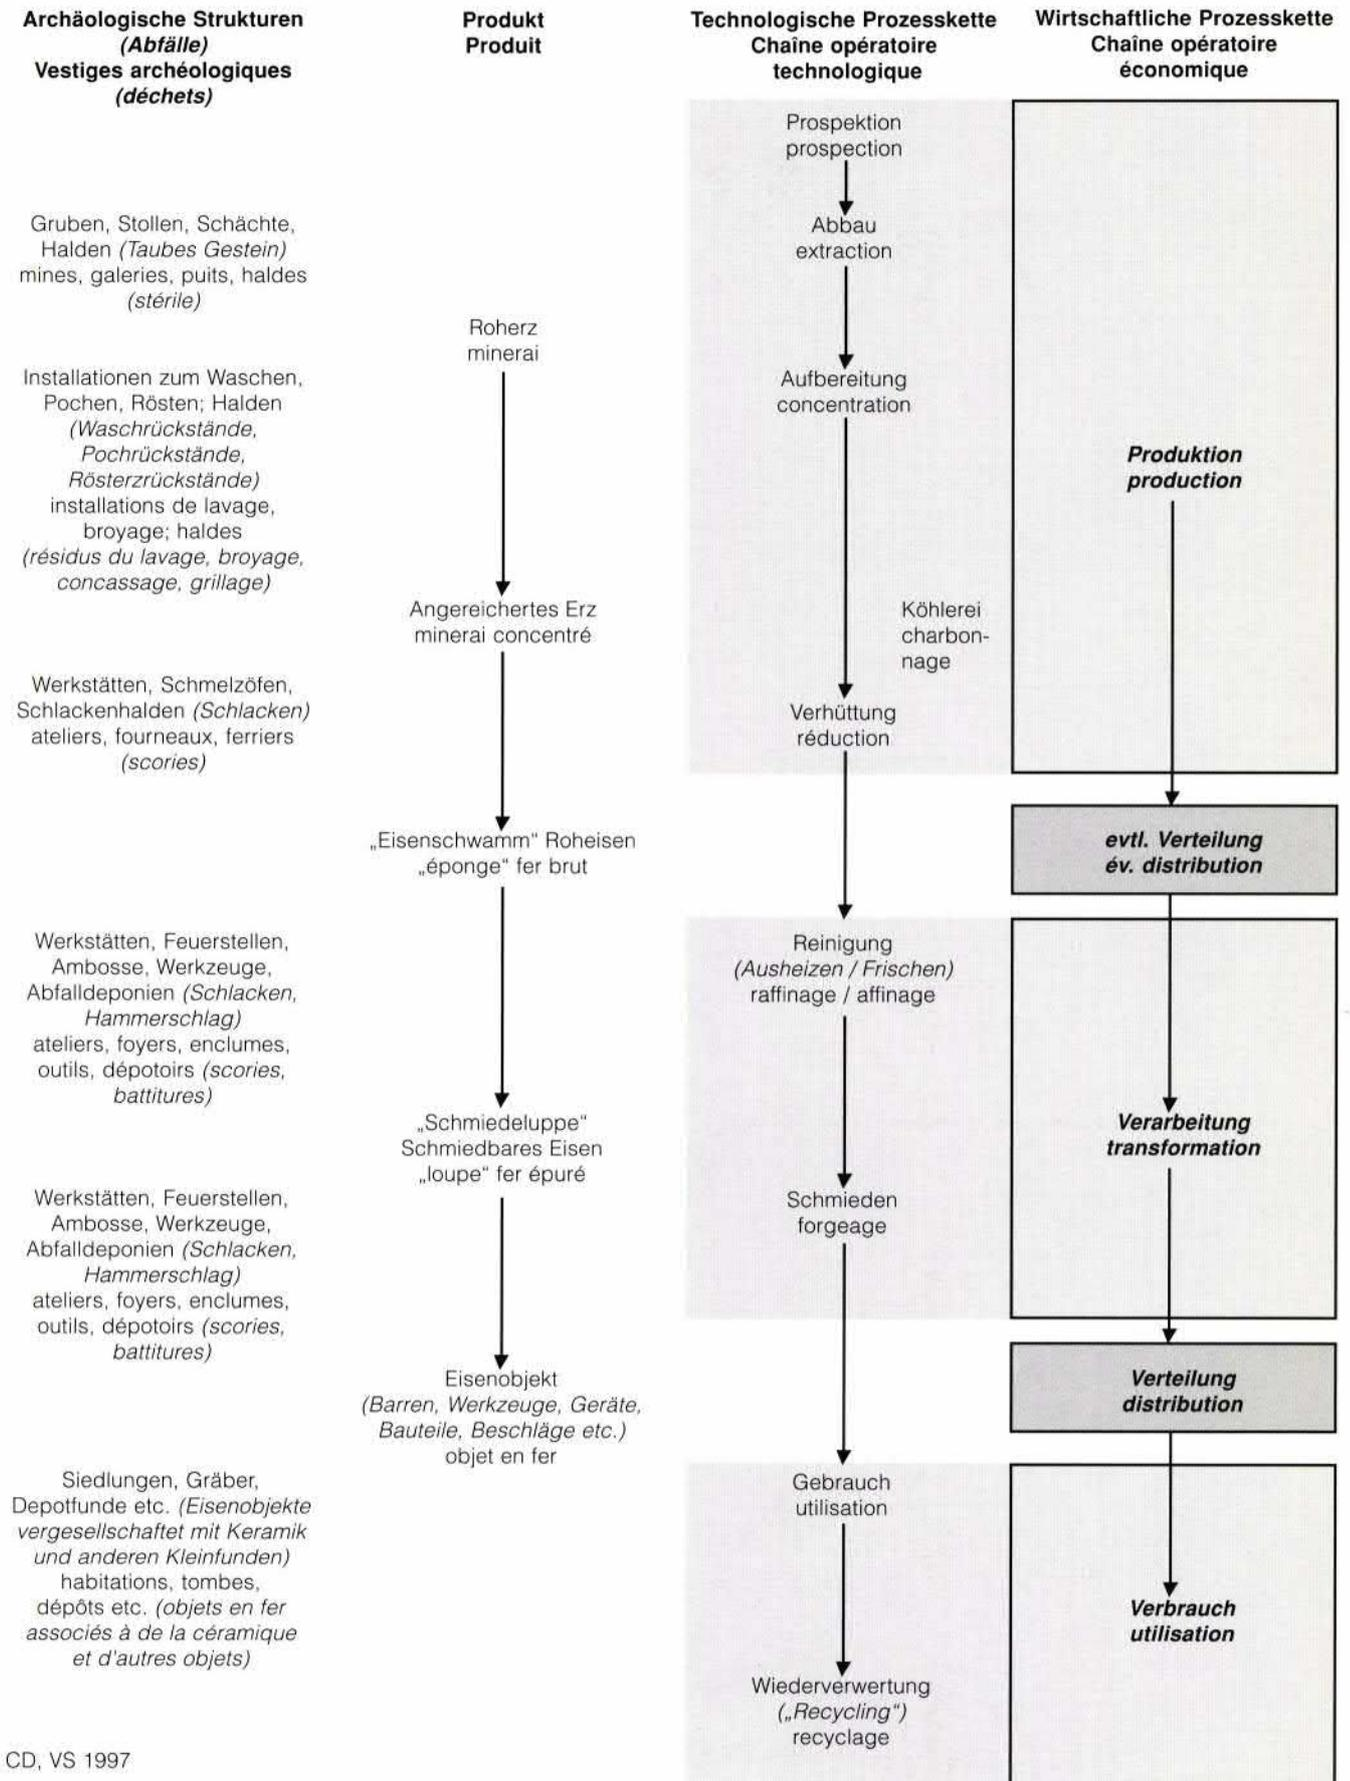 Archäologische Strukturen
(Abfälle)
Vestiges archéologiques
(déchets)
Produkt
Produit
Technologische Prozesskette
Chaîne opératoire
technologique
Wirtschaftliche Prozesskette
Chaîne opératoire
économique
Gruben, Stollen, Schächte,
Halden (Taubes Gestein)
mines, galeries, puits, haldes
(stérile)
Installationen zum Waschen,
Pochen, Rösten; Halden
(Waschrückstände,
Pochrückstände,
Rösterzrückstände)
installations de lavage,
broyage; haldes
(résidus du lavage, broyage,
concassage, grillage)
Werkstätten, Schmelzöfen,
Schlackenhalden (Schlacken)
ateliers, fourneaux, ferriers
(scories)
Werkstätten, Feuerstellen,
Ambosse, Werkzeuge,
Abfalldeponien (Schlacken,
Hammerschlag)
ateliers, foyers, enclumes,
outils, dépotoirs (scories,
battitures)
Werkstätten, Feuerstellen,
Ambosse, Werkzeuge,
Abfalldeponien (Schlacken,
Hammerschlag)
ateliers, foyers, enclumes,
outils, dépotoirs (scories,
battitures)
Siedlungen, Gräber,
Depotfunde etc. (Eisenobjekte
vergesellschaftet mit Keramik
und anderen Kleinfunden)
habitations, tombes,
dépôts etc. (objets en fer
associés à de la céramique
et d'autres objets)
Roherz
minerai
Angereichertes Erz
minerai concentré
„Eisenschwamm“ Roheisen
„éponge“ fer brut
„Schmiedeluppe“
Schmiedbares Eisen
„loupe“ fer épuré
Eisenobjekt
(Barren, Werkzeuge, Geräte,
Bauteile, Beschläge etc.)
objet en fer
Prospektion
prospection
Abbau
extraction
Aufbereitung
concentration
Köhlerei
charbon-
nage
Verhüttung
réduction
Reinigung
(Ausheizen / Frischen)
raffinage / affinage
Schmieden
forgeage
Gebrauch
utilisation
Wiederverwertung
(„Recycling“)
recyclage
Produktion
production
evtl. Verteilung
év. distribution
Verarbeitung
transformation
Verteilung
distribution
Verbrauch
utilisation
CD, VS 1997